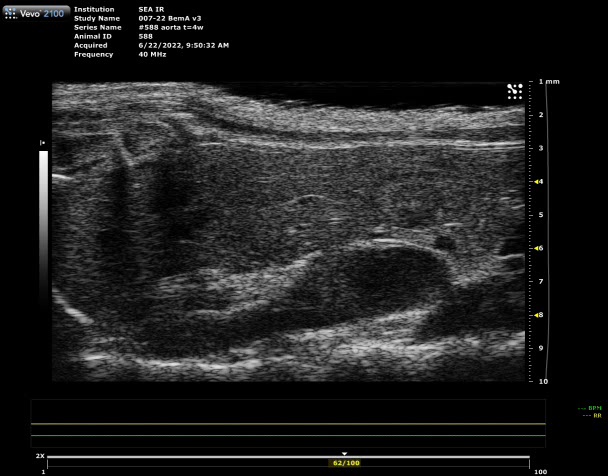 Vevo 2100
Institution SEA IR
Study Name 007-22 BemA v3
Series Name #588 aorta t=4w
Animal ID 588
Acquired 6/22/2022, 9:50:32 AM
Frequency 40 MHz
1 mm
2
3
4
5
6
7
8
9
10
--- BPM
--- RR
2X
62/100
1
100